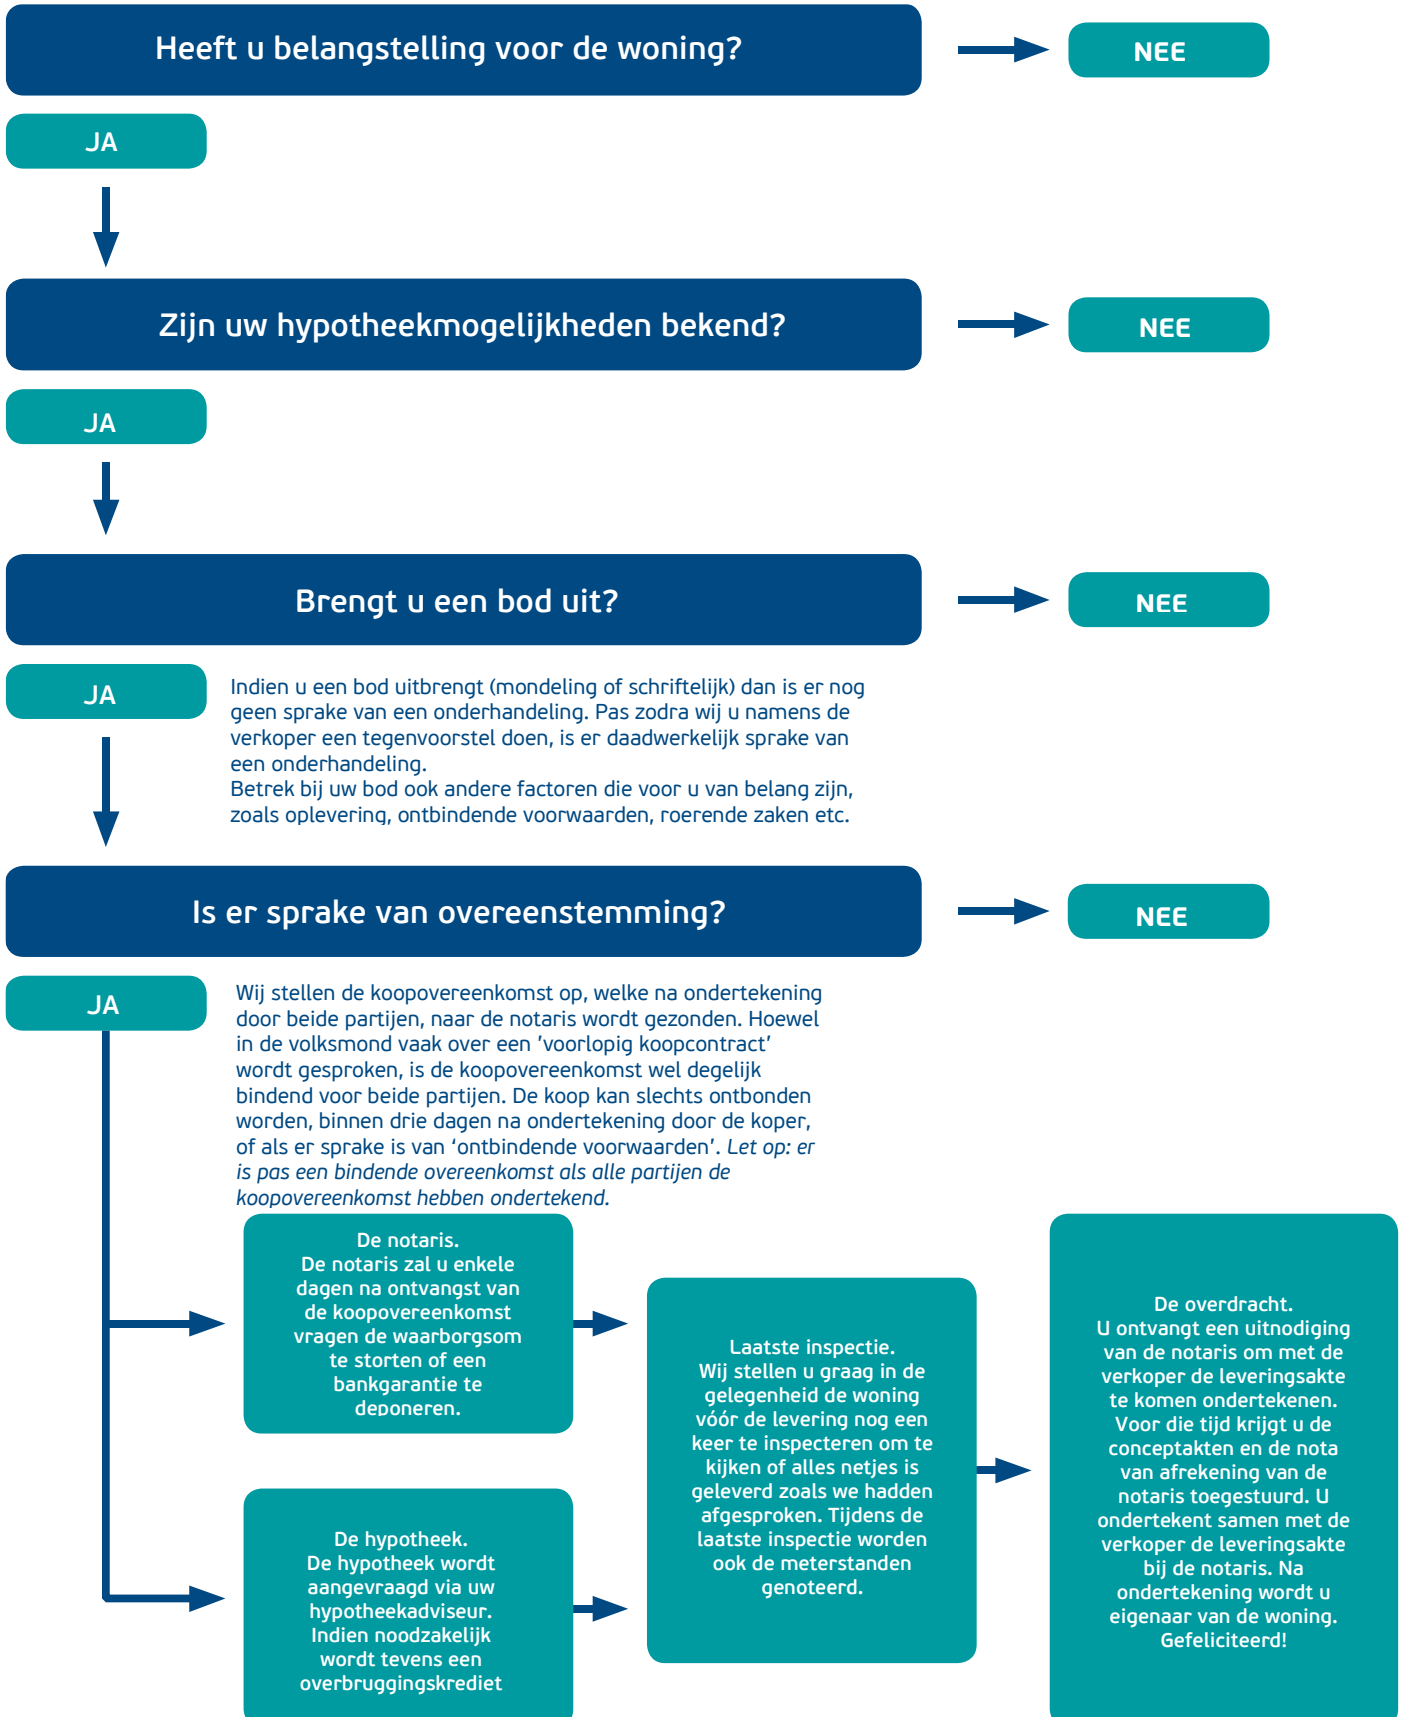 Heeft u belangstelling voor de woning?
NEE
JA
Zijn uw hypotheekmogelijkheden bekend?
NEE
JA
Brengt u een bod uit?
NEE
JA
Indien u een bod uitbrengt (mondeling of schriftelijk) dan is er nog
geen sprake van een onderhandeling. Pas zodra wij u namens de
verkoper een tegenvoorstel doen, is er daadwerkelijk sprake van
een onderhandeling.
Betrek bij uw bod ook andere factoren die voor u van belang zijn,
zoals oplevering, ontbindende voorwaarden, roerende zaken etc.
Is er sprake van overeenstemming?
NEE
JA
Wij stellen de koopovereenkomst op, welke na ondertekening
door beide partijen, naar de notaris wordt gezonden. Hoewel
in de volksmond vaak over een 'voorlopig koopcontract'
wordt gesproken, is de koopovereenkomst wel degelijk
bindend voor beide partijen. De koop kan slechts ontbonden
worden, binnen drie dagen na ondertekening door de koper,
of als er sprake is van ‘ontbindende voorwaarden’. Let op: er
is pas een bindende overeenkomst als alle partijen de
koopovereenkomst hebben ondertekend.
De notaris.
De notaris zal u enkele
dagen na ontvangst van
de koopovereenkomst
vragen de waarborgsom
te storten of een
bankgarantie te
deponeren.
De hypotheek.
De hypotheek wordt
aangevraagd via uw
hypotheekadviseur.
Indien noodzakelijk
wordt tevens een
overbruggingskrediet
Laatste inspectie.
Wij stellen u graag in de
gelegenheid de woning
vóór de levering nog een
keer te inspecteren om te
kijken of alles netjes is
geleverd zoals we hadden
afgesproken. Tijdens de
laatste inspectie worden
ook de meterstanden
genoteerd.
De overdracht.
U ontvangt een uitnodiging
van de notaris om met de
verkoper de leveringsakte
te komen ondertekenen.
Voor die tijd krijgt u de
conceptakten en de nota
van afrekening van de
notaris toegestuurd. U
ondertekent samen met de
verkoper de leveringsakte
bij de notaris. Na
ondertekening wordt u
eigenaar van de woning.
Gefeliciteerd!